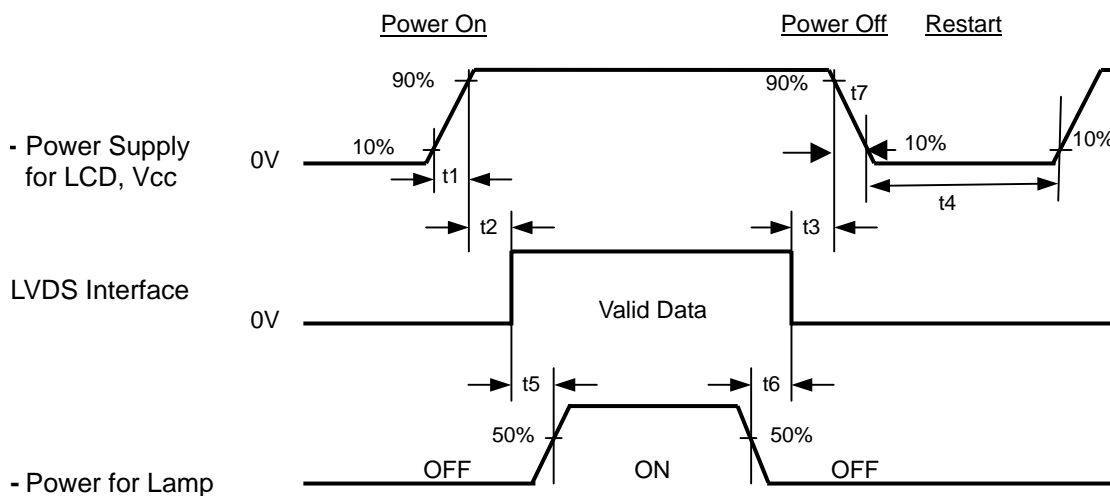 Power On
Power Off
Restart
90%
90%
t7
- Power Supply
for LCD, Vcc
0V
10%
10%
10%
t1
t4
t2
t3
LVDS Interface
0V
Valid Data
t5
t6
50%
50%
- Power for Lamp
OFF
ON
OFF